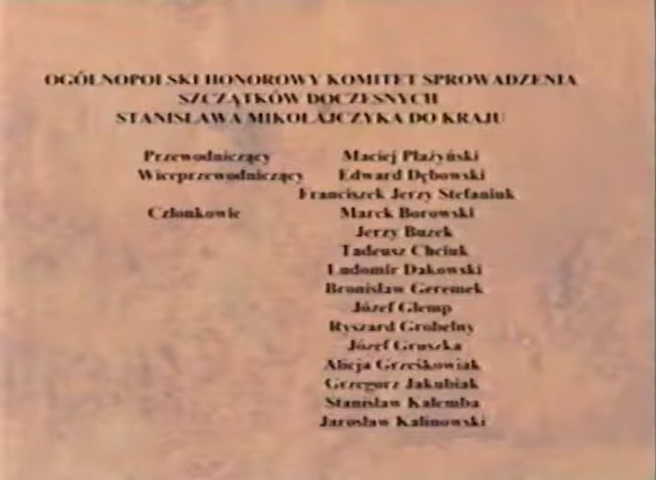 OGÓLNOPOLSKI HONOROWY KOMITET SPROWADZENIA
SZCZĄTKÓW DOCZESNYCH
STANISŁAWA MIKOŁAJCZYKA DO KRAJU
Przewodniczący Maciej Płażyński
Wiceprzewodniczący Edward Dębowski
Franciszek Jerzy Stefaniuk
Członkowie Marek Borowski
Jerzy Buzek
Tadeusz Chciuk
Ludomir Dakowski
Bronisław Geremek
Józef Glemp
Ryszard Grobelny
Józef Gruszka
Alicja Grześkowiak
Grzegorz Jakubiak
Stanisław Kalemba
Jarosław Kalinowski